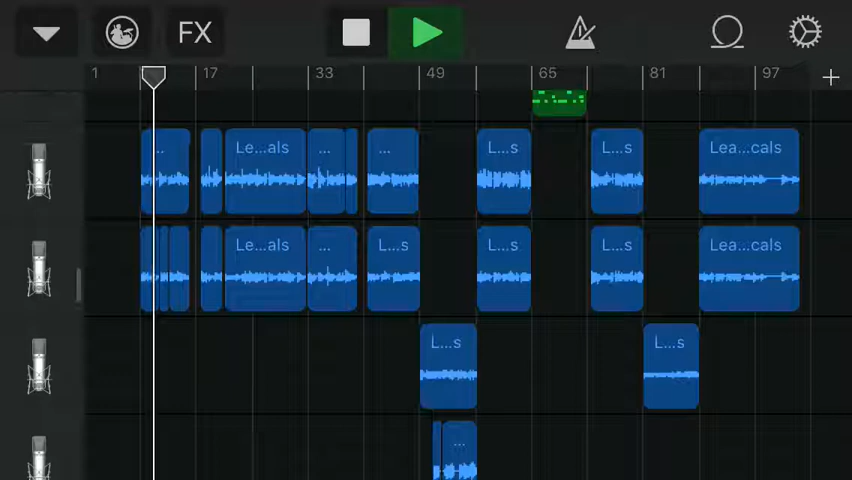 FX
1 17 33 49 65 81 97
... Le...als ... ... L...s L...s Lea...cals
Le...als ... L...s L...s L...s Lea...cals
L...s L...s
...